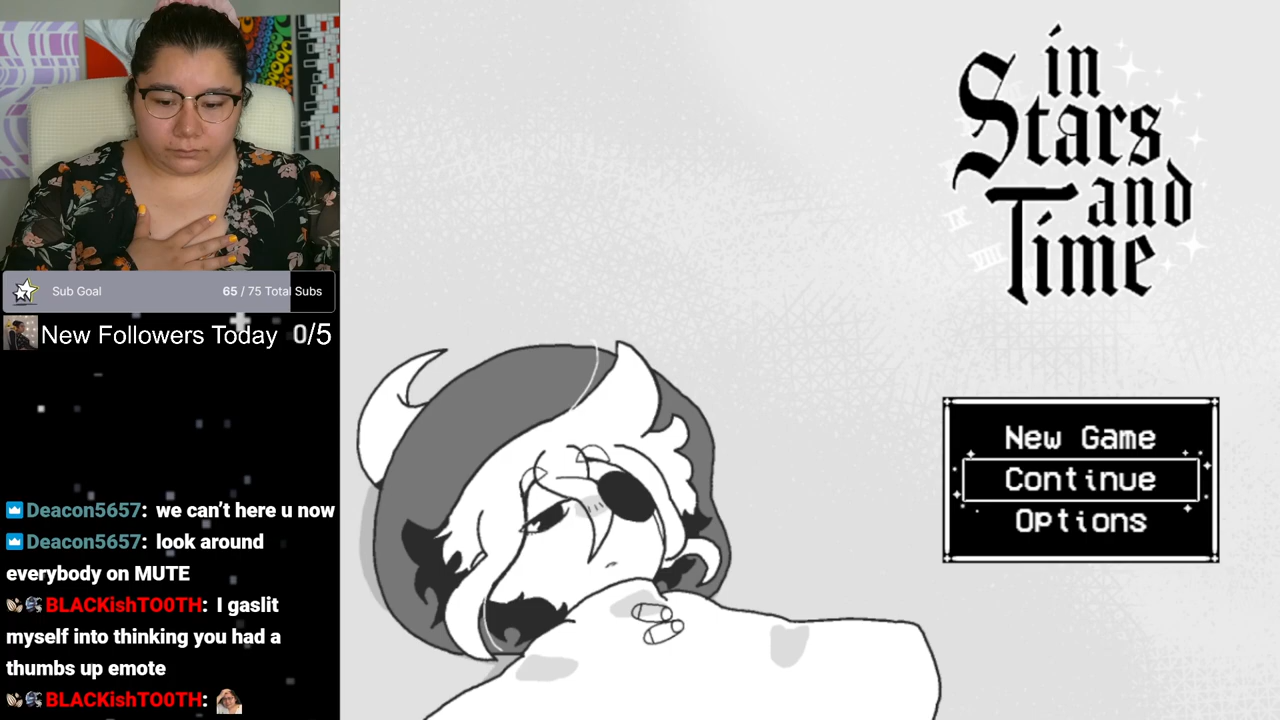 in
Stars
and
Time
New Game
Continue
Options
Sub Goal
65 / 75 Total Subs
New Followers Today 0/5
Deacon5657: we can't here u now
Deacon5657: look around
everybody on MUTE
BLACKishTO0TH: I gaslit
myself into thinking you had a
thumbs up emote
BLACKishTO0TH: